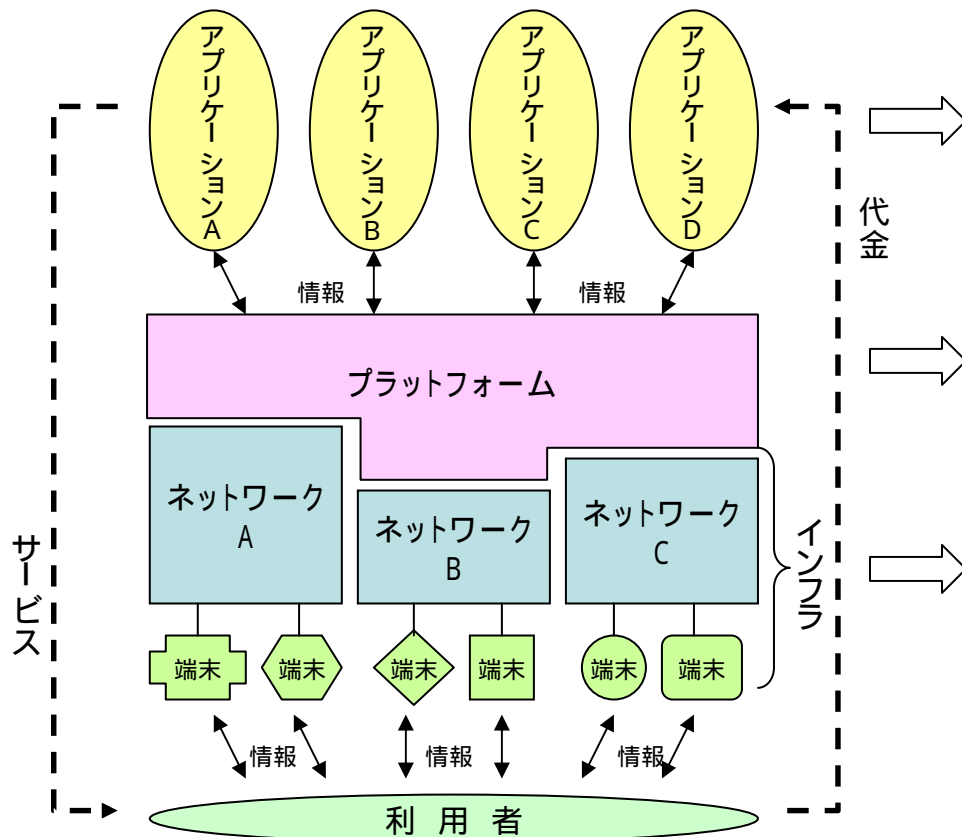 アプリケーションA
アプリケーションB
アプリケーションC
アプリケーションD
代金
情報
情報
プラットフォーム
ネットワーク
A
ネットワーク
B
ネットワーク
C
インフラ
サービス
端末
端末
端末
端末
端末
端末
情報
情報
情報
利用者